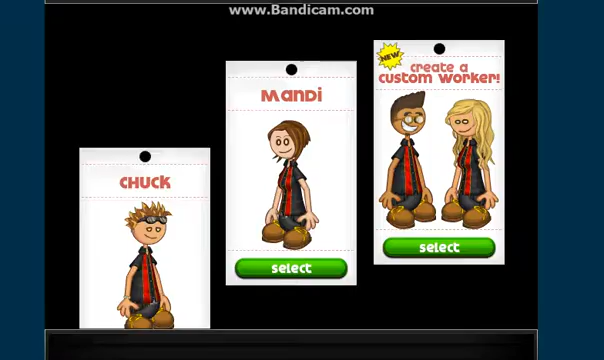 www.Bandicam.com
NEW
create a
custom worker!
Mandi
chuck
select
select